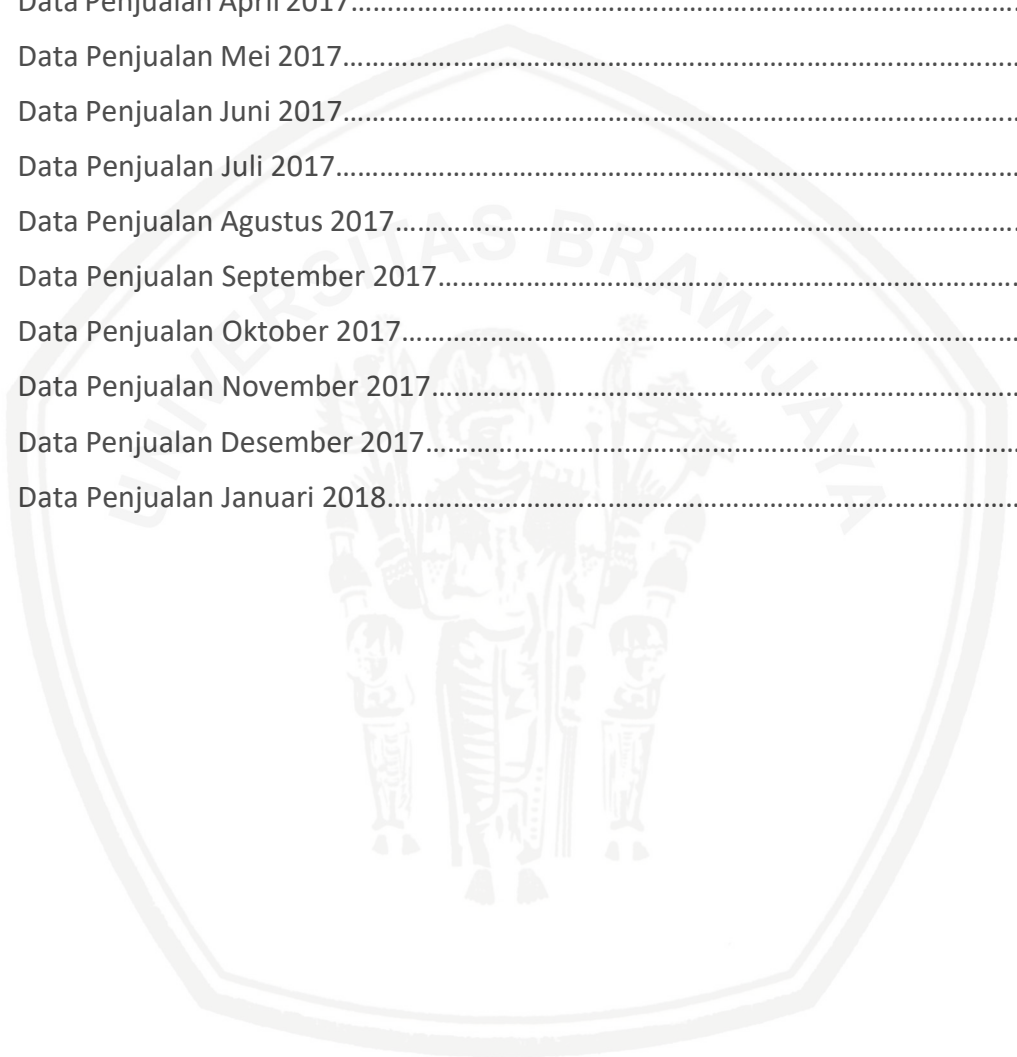 Data Penjualan April 2017................................................................
Data Penjualan Mei 2017................................................................
Data Penjualan Juni 2017................................................................
Data Penjualan Juli 2017................................................................
Data Penjualan Agustus 2017................................................................
Data Penjualan September 2017................................................................
Data Penjualan Oktober 2017................................................................
Data Penjualan November 2017................................................................
Data Penjualan Desember 2017................................................................
Data Penjualan Januari 2018................................................................
UNIVERSITAS BRAWIJAYA